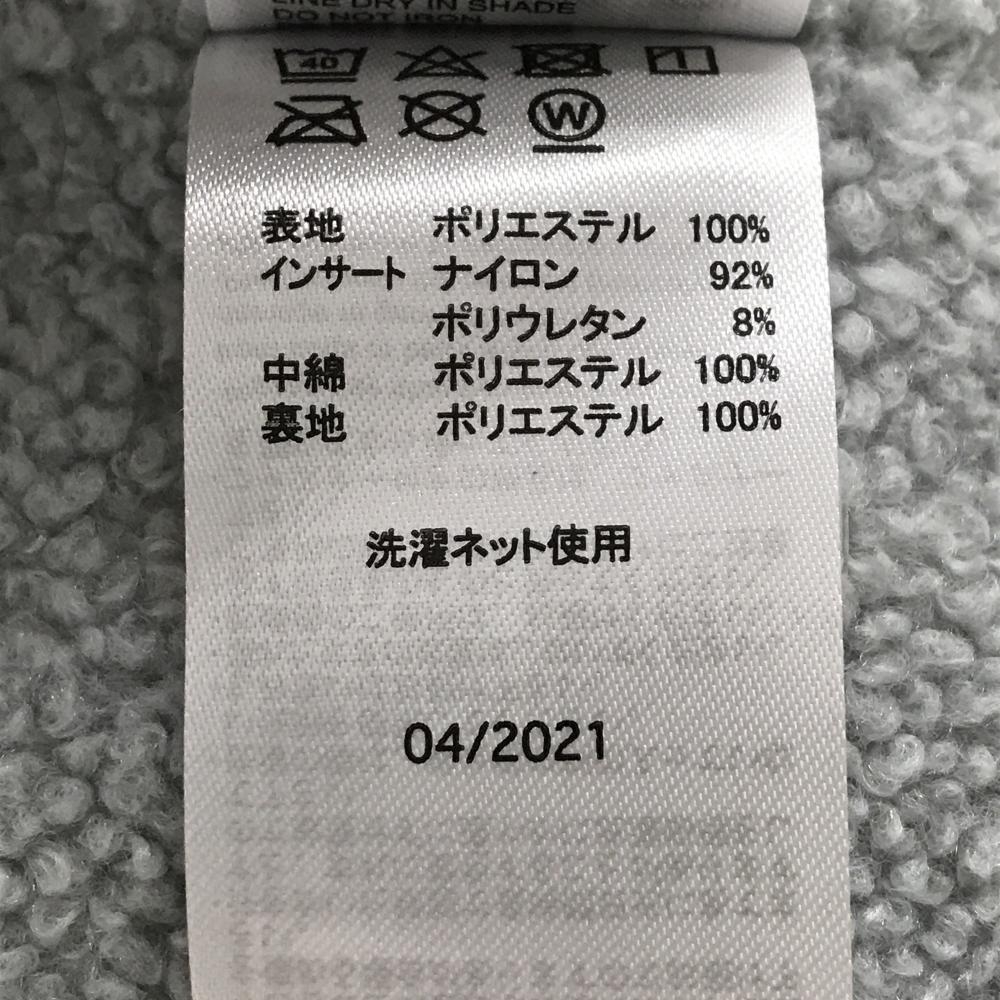 LINE DRY IN SHADE
DO NOT IRON
40
W
表地 ポリエステル 100%
インサート ナイロン 92%
ポリウレタン 8%
中綿 ポリエステル 100%
裏地 ポリエステル 100%
洗濯ネット使用
04/2021